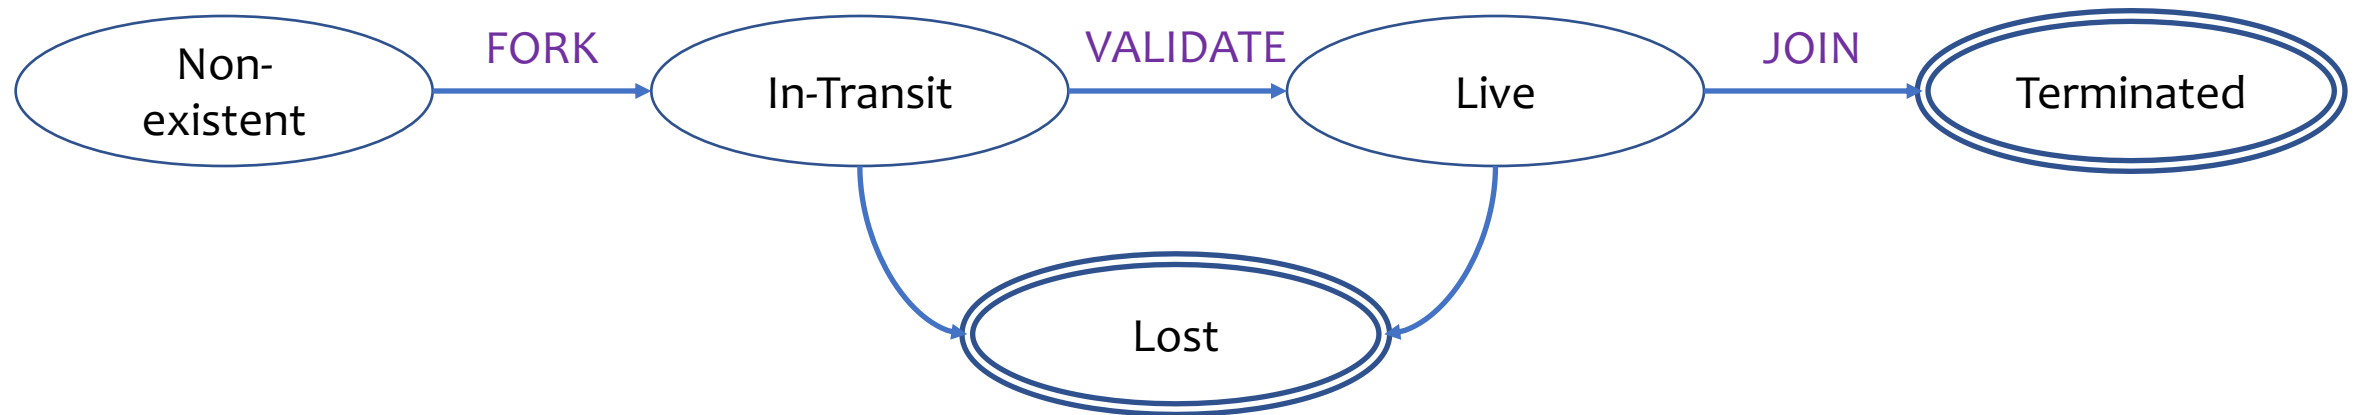 Non-
existent
FORK
In-Transit
VALIDATE
Live
JOIN
Terminated
Lost